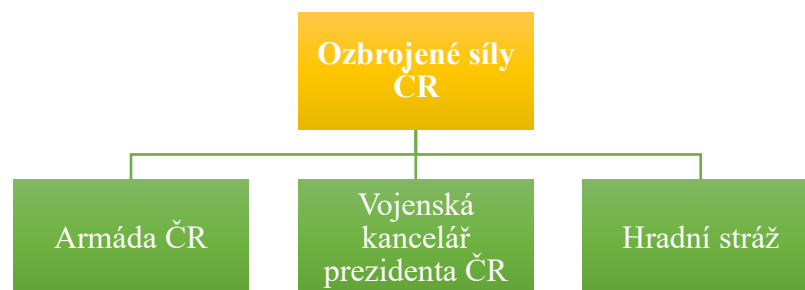 Ozbrojené síly
ČR
Armáda ČR
Vojenská
kancelář
prezidenta ČR
Hradní stráž